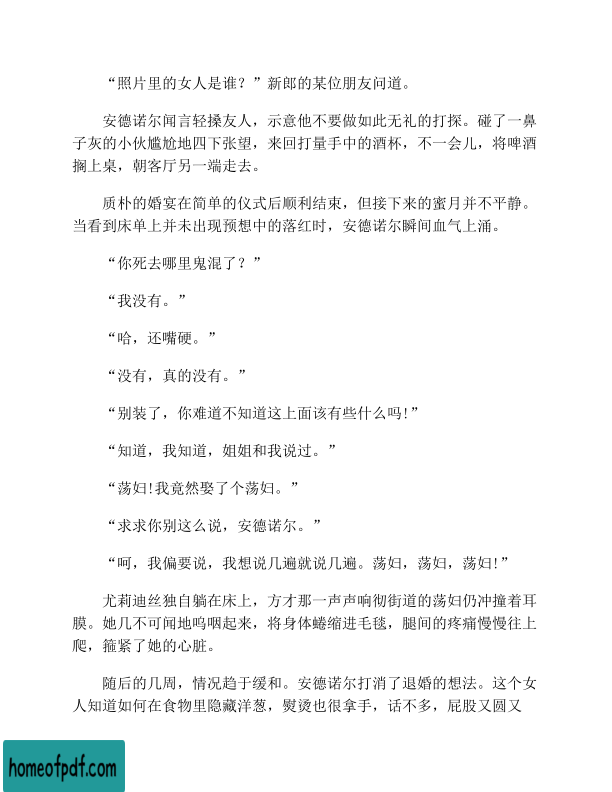 “照片里的女人是谁？”新郎的某位朋友问道。
安德诺尔闻言轻搡友人，示意他不要做如此无礼的打探。碰了一鼻
子灰的小伙尴尬地四下张望，来回打量手中的酒杯，不一会儿，将啤酒
搁上桌，朝客厅另一端走去。
质朴的婚宴在简单的仪式后顺利结束，但接下来的蜜月并不平静。
当看到床单上并未出现预想中的落红时，安德诺尔瞬间血气上涌。
“你死去哪里鬼混了？”
“我没有。”
“哈，还嘴硬。”
“没有，真的没有。”
“别装了，你难道不知道这上面该有些什么吗!”
“知道，我知道，姐姐和我说过。”
“荡妇!我竟然娶了个荡妇。”
“求求你别这么说，安德诺尔。”
“呵，我偏要说，我想说几遍就说几遍。荡妇，荡妇，荡妇!”
尤莉迪丝独自躺在床上，方才那一声声响彻街道的荡妇仍冲撞着耳
膜。她几不可闻地呜咽起来，将身体蜷缩进毛毯，腿间的疼痛慢慢往上
爬，箍紧了她的心脏。
随后的几周，情况趋于缓和。安德诺尔打消了退婚的想法。这个女
人知道如何在食物里隐藏洋葱，熨烫也很拿手，话不多，屁股又圆又
homeofpdf.com